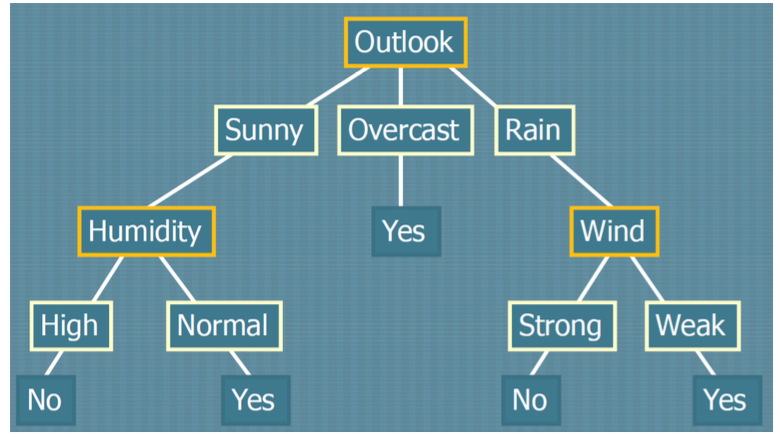 Outlook
Sunny Overcast Rain
Humidity Yes Wind
High Normal Strong Weak
No Yes No Yes